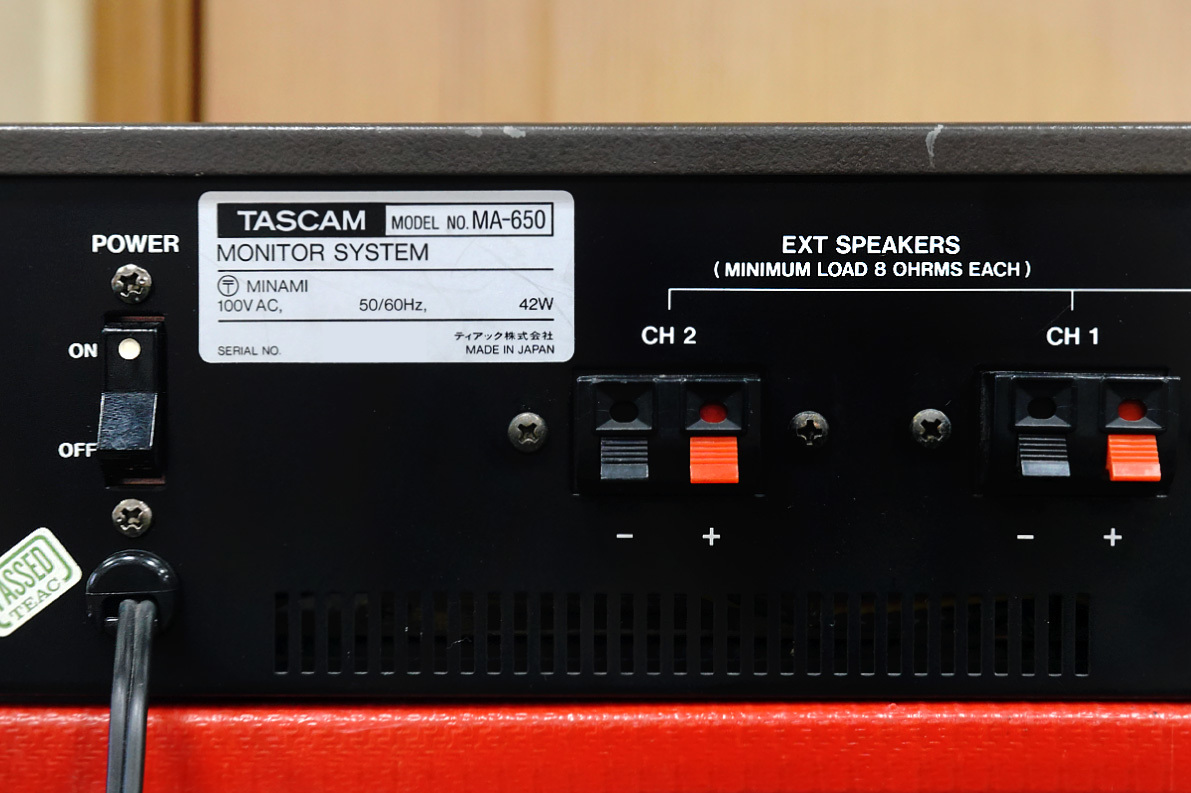 POWER
ON
OFF
TASCAM MODEL NO. MA-650
MONITOR SYSTEM
〒 MINAMI
100V AC, 50/60Hz, 42W
ティアック株式会社
SERIAL NO. MADE IN JAPAN
EXT SPEAKERS
( MINIMUM LOAD 8 OHRMS EACH )
CH 2 CH 1
− + − +
PASSED
TEAC